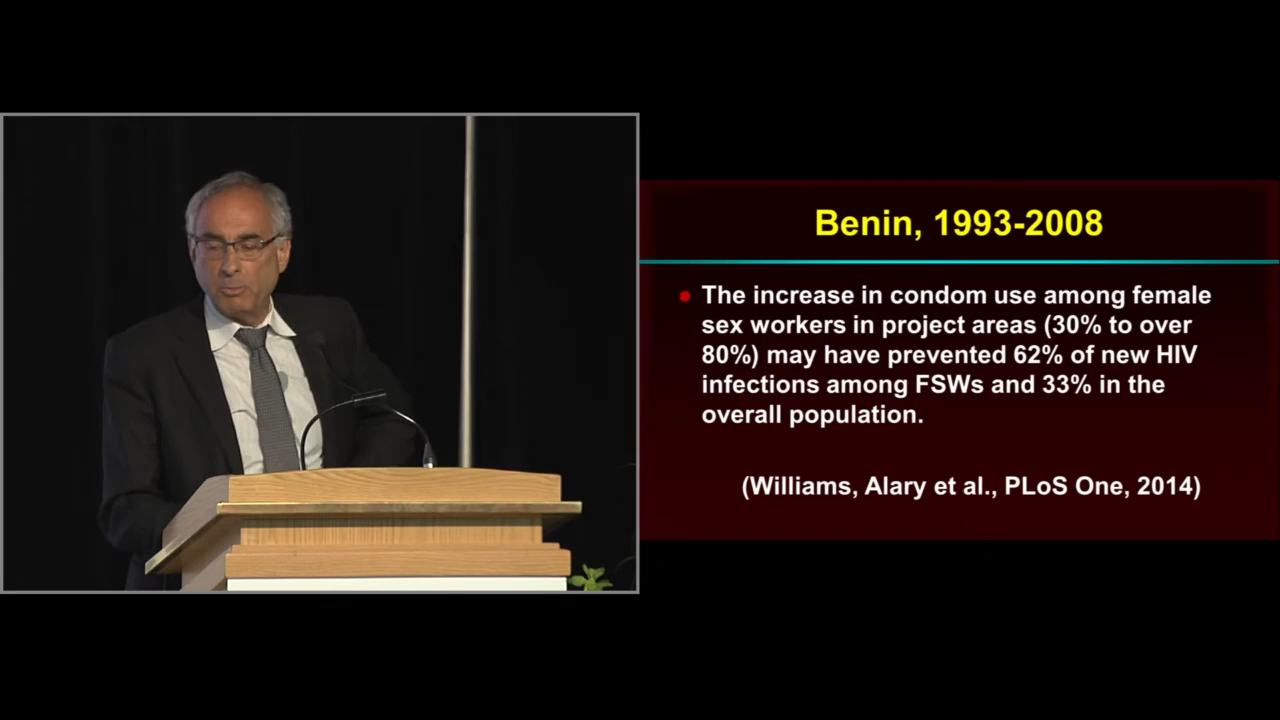 Benin, 1993-2008
The increase in condom use among female
sex workers in project areas (30% to over
80%) may have prevented 62% of new HIV
infections among FSWs and 33% in the
overall population.
(Williams, Alary et al., PLoS One, 2014)